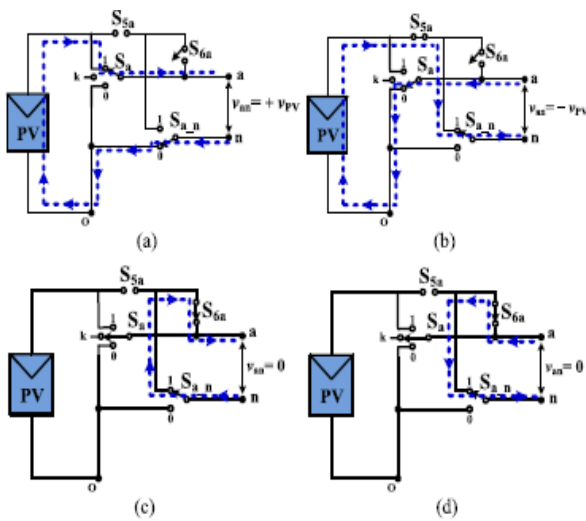 S5a
S6a
1
Sa
k
0
a
van = + vPV
PV
1
Sa_n
n
0
o
(a)
S5a
S6a
1
Sa
k
0
a
van = − vPV
PV
1
Sa_n
n
0
o
(b)
S5a
S6a
1
Sa
k
0
a
van = 0
PV
1
Sa_n
n
0
o
(c)
S5a
S6a
1
Sa
k
0
a
van = 0
PV
1
Sa_n
n
0
o
(d)